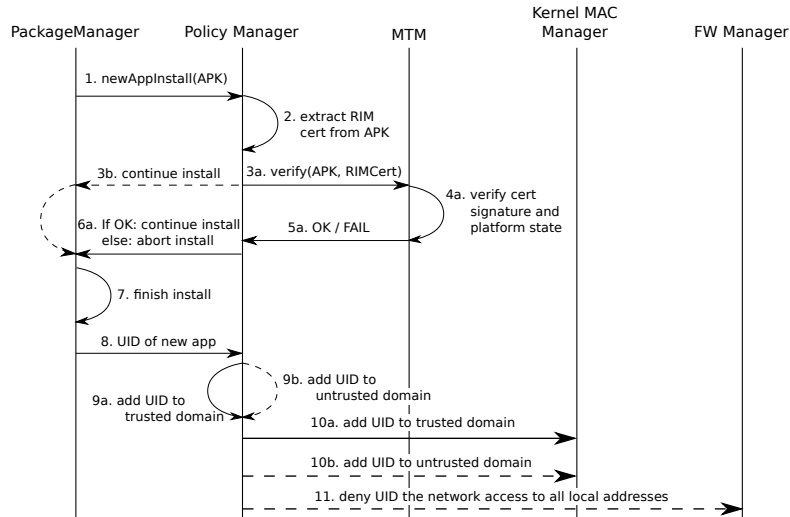 PackageManager
Policy Manager
MTM
Kernel MAC
Manager
FW Manager
1. newAppInstall(APK)
2. extract RIM
cert from APK
3b. continue install
3a. verify(APK, RIMCert)
4a. verify cert
signature and
platform state
6a. If OK: continue install
else: abort install
5a. OK / FAIL
7. finish install
8. UID of new app
9b. add UID to
untrusted domain
9a. add UID to
trusted domain
10a. add UID to trusted domain
10b. add UID to untrusted domain
11. deny UID the network access to all local addresses